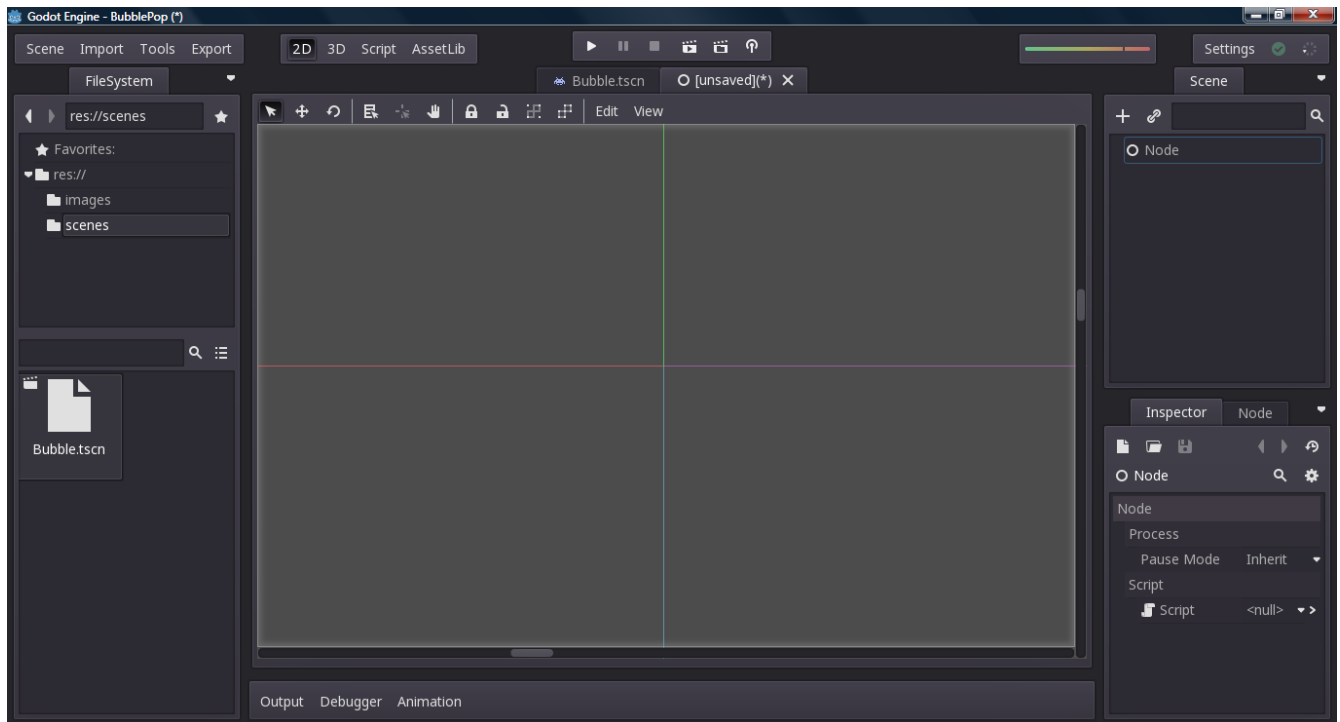 Godot Engine - BubblePop (*)
Scene Import Tools Export
2D 3D Script AssetLib
Settings
FileSystem
Bubble.tscn
[unsaved](*)
Scene
res://scenes
Edit View
Favorites:
res://
images
scenes
Node
Bubble.tscn
Inspector Node
Node
Node
Process
Pause Mode Inherit
Script
Script <null>
Output Debugger Animation